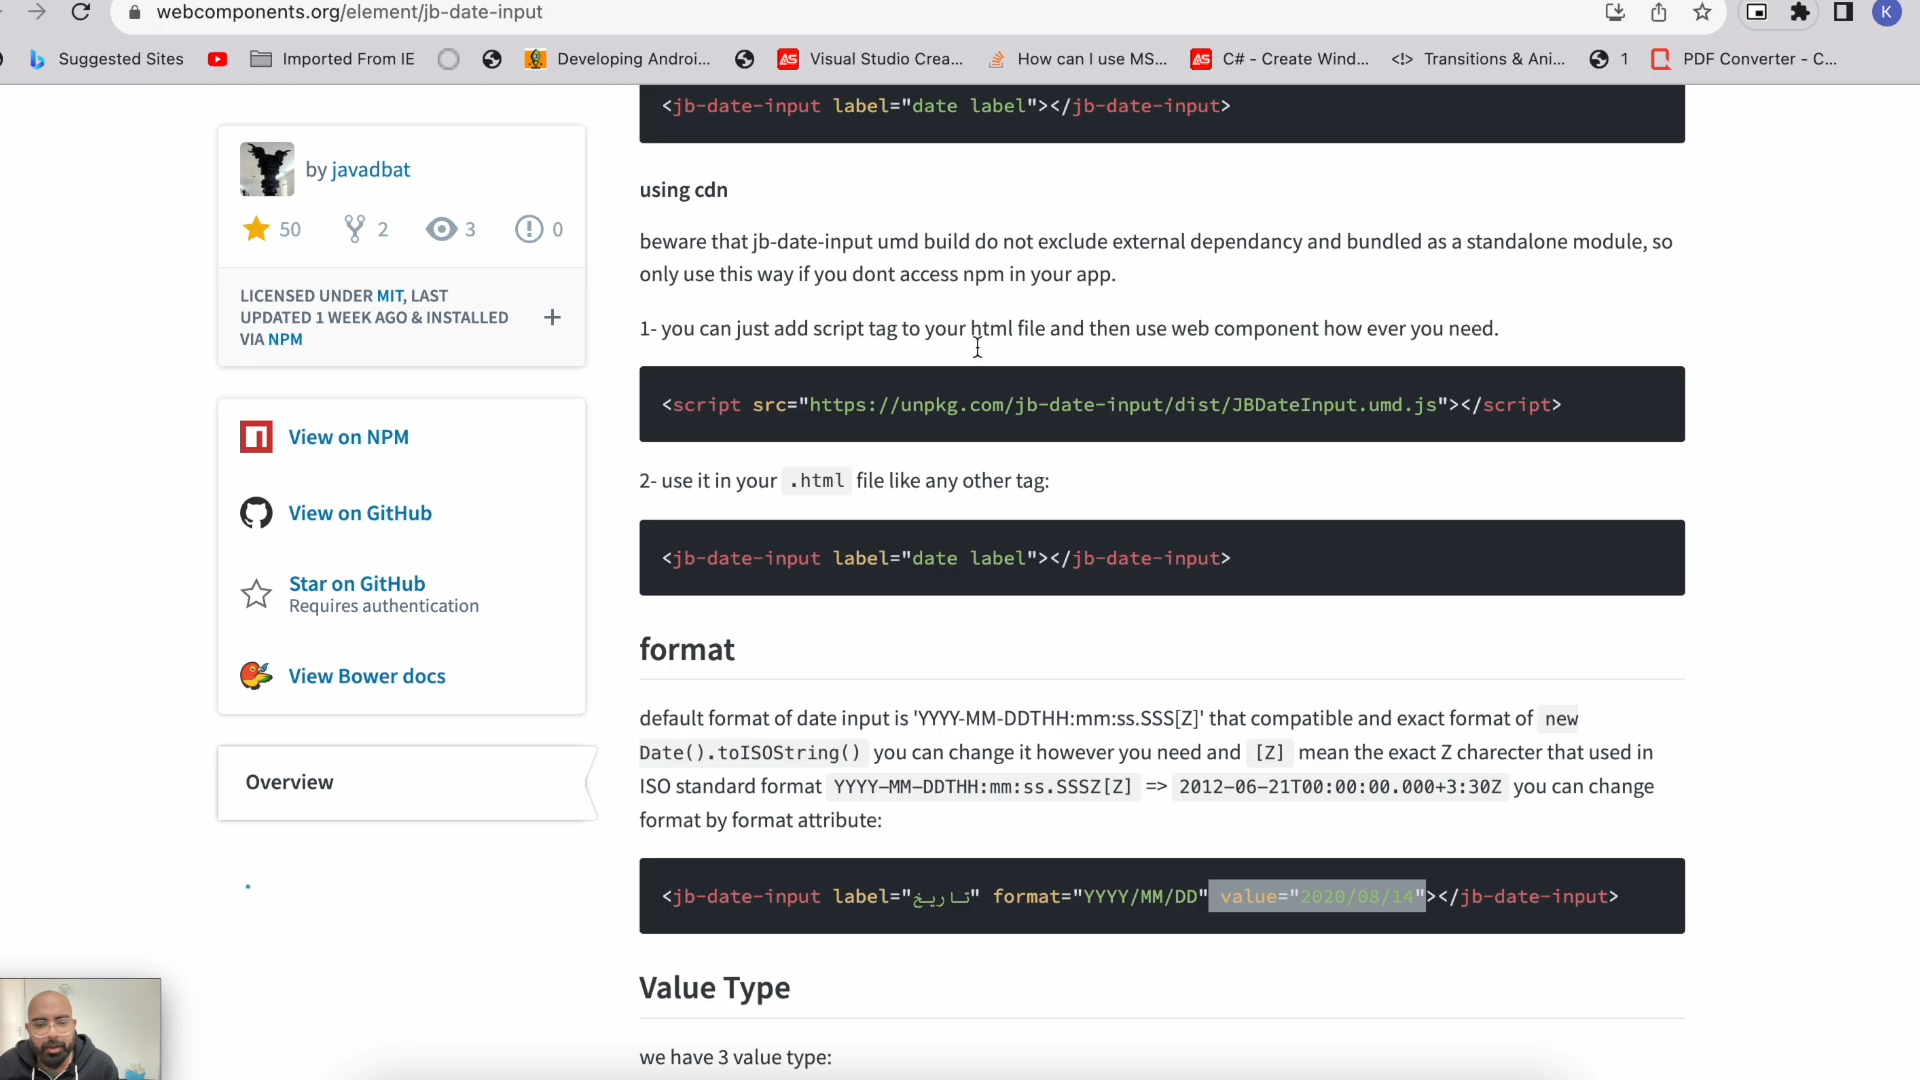 webcomponents.org/element/jb-date-input
K
Suggested Sites
Imported From IE
Developing Androi...
Visual Studio Crea...
How can I use MS...
C# - Create Wind...
Transitions & Ani...
1
PDF Converter - C...
<jb-date-input label="date label"></jb-date-input>
by javadbat
50
2
3
0
LICENSED UNDER MIT, LAST
UPDATED 1 WEEK AGO & INSTALLED
VIA NPM
+
View on NPM
View on GitHub
Star on GitHub
Requires authentication
View Bower docs
Overview
using cdn
beware that jb-date-input umd build do not exclude external dependancy and bundled as a standalone module, so
only use this way if you dont access npm in your app.
1- you can just add script tag to your html file and then use web component how ever you need.
<script src="https://unpkg.com/jb-date-input/dist/JBDateInput.umd.js"></script>
2- use it in your .html file like any other tag:
<jb-date-input label="date label"></jb-date-input>
format
default format of date input is 'YYYY-MM-DDTHH:mm:ss.SSS[Z]' that compatible and exact format of new
Date().toISOString() you can change it however you need and [Z] mean the exact Z charecter that used in
ISO standard format YYYY-MM-DDTHH:mm:ss.SSSZ[Z] => 2012-06-21T00:00:00.000+3:30Z you can change
format by format attribute:
<jb-date-input label="تاریخ" format="YYYY/MM/DD" value="2020/08/14"></jb-date-input>
Value Type
we have 3 value type: